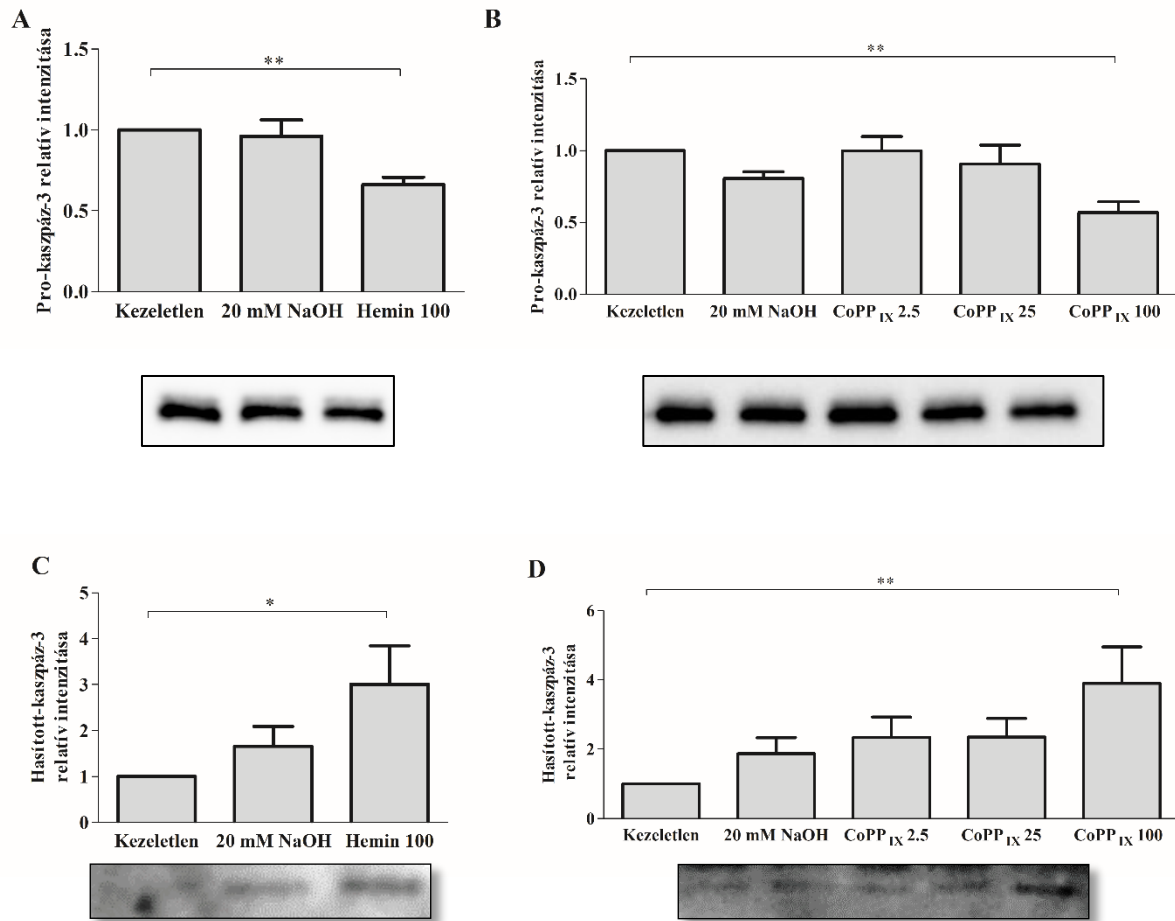 A
Pro-kaszpáz-3 relatív intenzitása
1.5
1.0
0.5
0.0
**
Kezeletlen 20 mM NaOH Hemin 100
B
Pro-kaszpáz-3 relatív intenzitása
1.5
1.0
0.5
0.0
**
Kezeletlen 20 mM NaOH CoPP IX 2.5 CoPP IX 25 CoPP IX 100
C
Hasított-kaszpáz-3
relatív intenzitása
5
4
3
2
1
0
*
Kezeletlen 20 mM NaOH Hemin 100
D
Hasított-kaszpáz-3
relatív intenzitása
6
4
2
0
**
Kezeletlen 20 mM NaOH CoPP IX 2.5 CoPP IX 25 CoPP IX 100